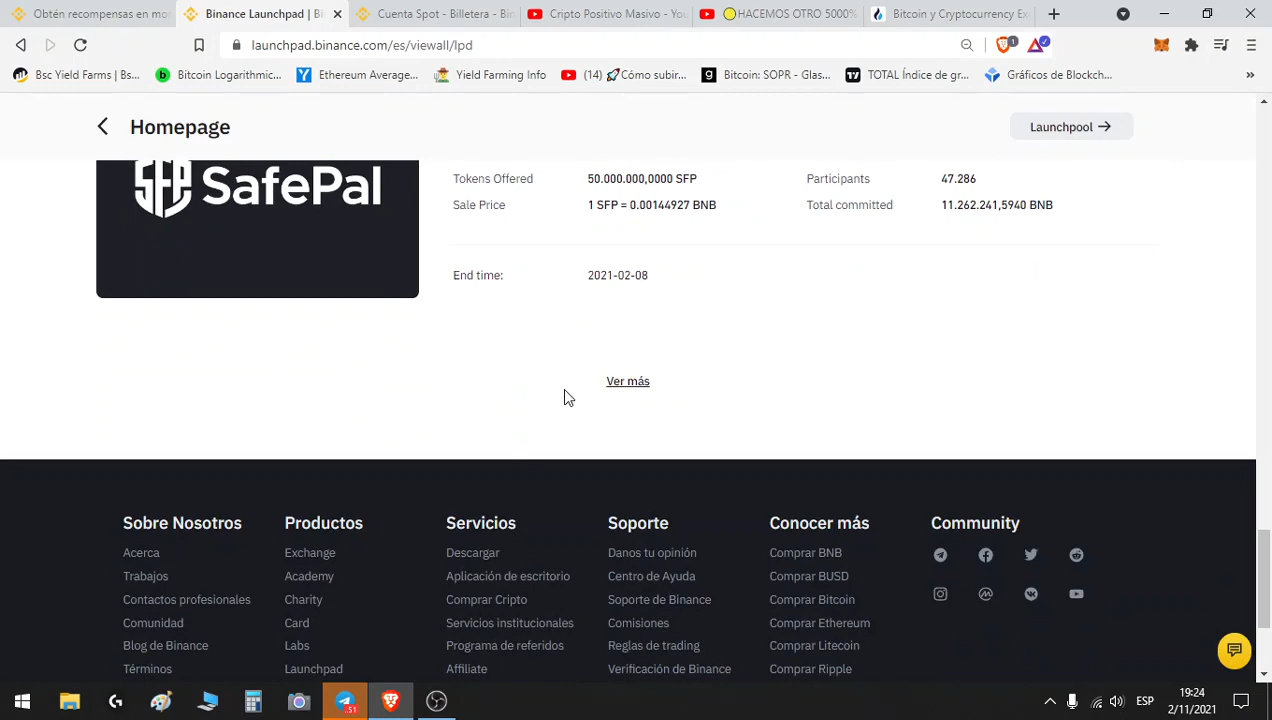 Obtén recompensas en mor
Binance Launchpad | Bi
Cuenta Spot - Billetera - Bin
Cripto Positivo Masivo - You
HACEMOS OTRO 5000%
Bitcoin y Cryptocurrency Ex
launchpad.binance.com/es/viewall/lpd
1
Bsc Yield Farms | Bs...
Bitcoin Logarithmic...
Ethereum Average...
Yield Farming Info
(14) 🚀Cómo subir...
Bitcoin: SOPR - Glas...
TOTAL Índice de gr...
Gráficos de Blockch...
Homepage
Launchpool →
SFP SafePal
Tokens Offered
50.000.000,0000 SFP
Participants
47.286
Sale Price
1 SFP = 0.00144927 BNB
Total committed
11.262.241,5940 BNB
End time:
2021-02-08
Ver más
Sobre Nosotros
Acerca
Trabajos
Contactos profesionales
Comunidad
Blog de Binance
Términos
Productos
Exchange
Academy
Charity
Card
Labs
Launchpad
Servicios
Descargar
Aplicación de escritorio
Comprar Cripto
Servicios institucionales
Programa de referidos
Affiliate
Soporte
Danos tu opinión
Centro de Ayuda
Soporte de Binance
Comisiones
Reglas de trading
Verificación de Binance
Conocer más
Comprar BNB
Comprar BUSD
Comprar Bitcoin
Comprar Ethereum
Comprar Litecoin
Comprar Ripple
Community
51
ESP
19:24
2/11/2021